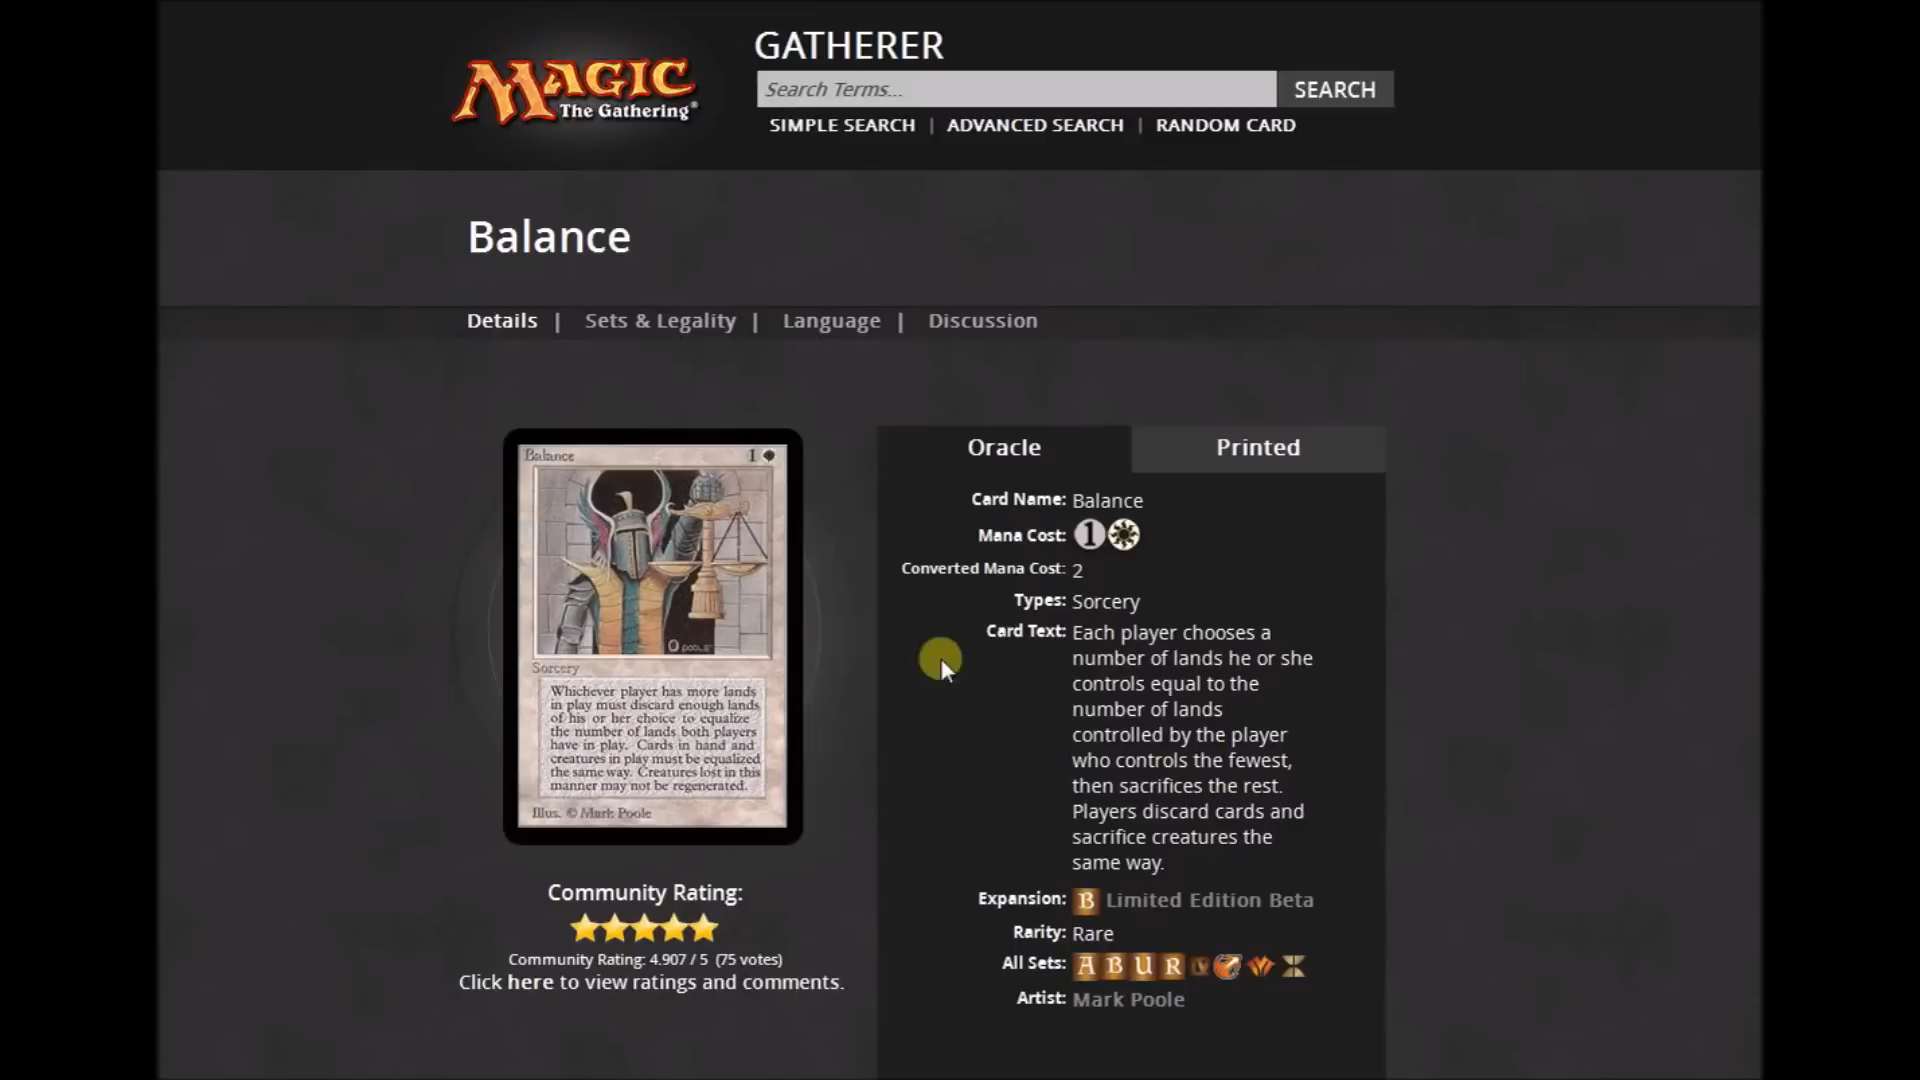 MAGIC
The Gathering®
GATHERER
Search Terms...
SEARCH
SIMPLE SEARCH | ADVANCED SEARCH | RANDOM CARD
Balance
Details | Sets & Legality | Language | Discussion
Balance 1
POOLE
Sorcery
Whichever player has more lands
in play must discard enough lands
of his or her choice to equalize
the number of lands both players
have in play. Cards in hand and
creatures in play must be equalized
the same way. Creatures lost in this
manner may not be regenerated.
Illus. © Mark Poole
Community Rating:
Community Rating: 4.907 / 5 (75 votes)
Click here to view ratings and comments.
Oracle
Printed
Card Name: Balance
Mana Cost: 1
Converted Mana Cost: 2
Types: Sorcery
Card Text: Each player chooses a
number of lands he or she
controls equal to the
number of lands
controlled by the player
who controls the fewest,
then sacrifices the rest.
Players discard cards and
sacrifice creatures the
same way.
Expansion: B Limited Edition Beta
Rarity: Rare
All Sets: A B U R
Artist: Mark Poole